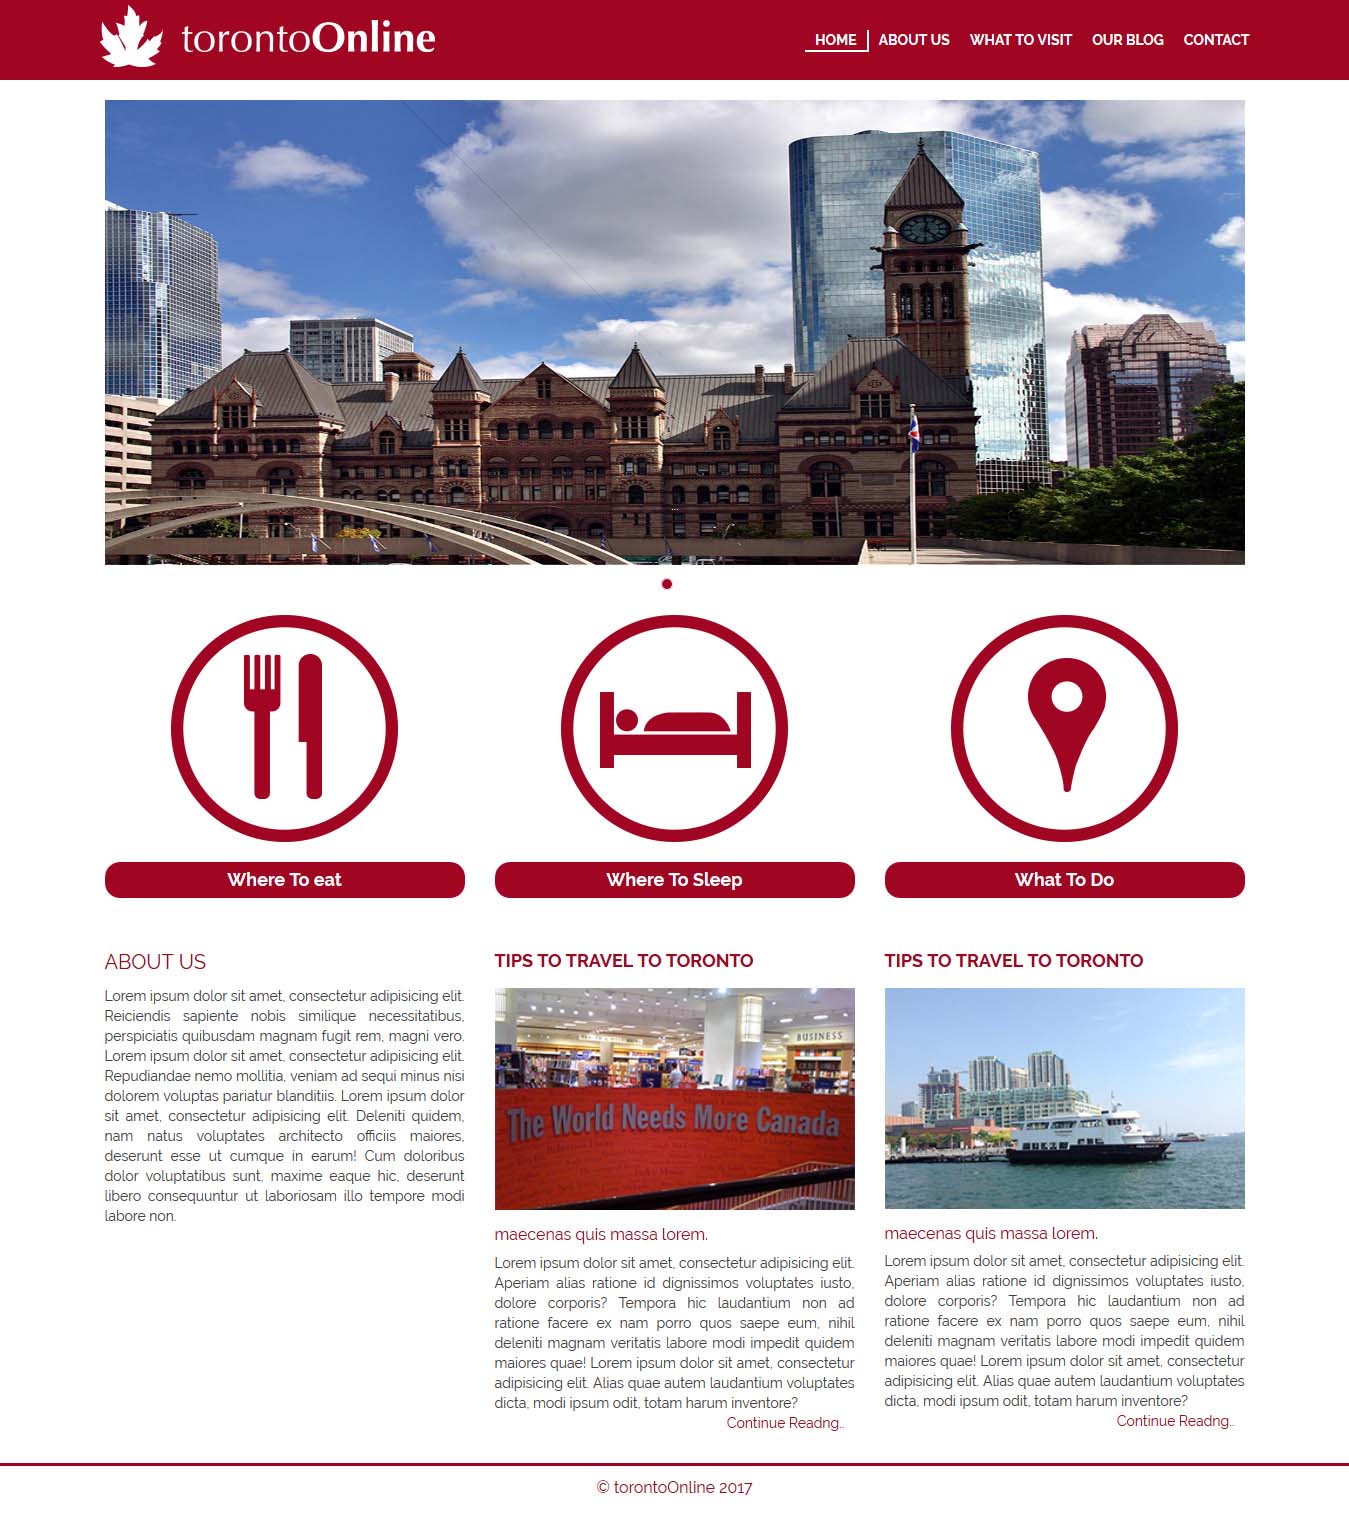 torontoOnline
HOME
ABOUT US
WHAT TO VISIT
OUR BLOG
CONTACT
Where To eat
Where To Sleep
What To Do
ABOUT US
Lorem ipsum dolor sit amet, consectetur adipisicing elit.
Reiciendis sapiente nobis similique necessitatibus,
perspiciatis quibusdam magnam fugit rem, magni vero.
Lorem ipsum dolor sit amet, consectetur adipisicing elit.
Repudiandae nemo mollitia, veniam ad sequi minus nisi
dolorem voluptas pariatur blanditiis. Lorem ipsum dolor
sit amet, consectetur adipisicing elit. Deleniti quidem,
nam natus voluptates architecto officiis maiores,
deserunt esse ut cumque in earum! Cum doloribus
dolor voluptatibus sunt, maxime eaque hic, deserunt
libero consequuntur ut laboriosam illo tempore modi
labore non.
TIPS TO TRAVEL TO TORONTO
BUSINESS
The World Needs More Canada
maecenas quis massa lorem.
Lorem ipsum dolor sit amet, consectetur adipisicing elit.
Aperiam alias ratione id dignissimos voluptates iusto,
dolore corporis? Tempora hic laudantium non ad
ratione facere ex nam porro quos saepe eum, nihil
deleniti magnam veritatis labore modi impedit quidem
maiores quae! Lorem ipsum dolor sit amet, consectetur
adipisicing elit. Alias quae autem laudantium voluptates
dicta, modi ipsum odit, totam harum inventore?
Continue Readng..
TIPS TO TRAVEL TO TORONTO
maecenas quis massa lorem.
Lorem ipsum dolor sit amet, consectetur adipisicing elit.
Aperiam alias ratione id dignissimos voluptates iusto,
dolore corporis? Tempora hic laudantium non ad
ratione facere ex nam porro quos saepe eum, nihil
deleniti magnam veritatis labore modi impedit quidem
maiores quae! Lorem ipsum dolor sit amet, consectetur
adipisicing elit. Alias quae autem laudantium voluptates
dicta, modi ipsum odit, totam harum inventore?
Continue Readng..
© torontoOnline 2017